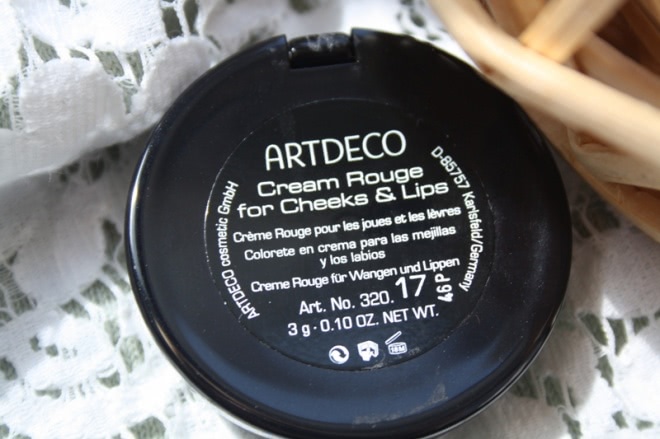 ARTDECO
Cream Rouge
for Cheeks & Lips
Crème Rouge pour les joues et les lèvres
Colorete en crema para las mejillas
y los labios
Creme Rouge für Wangen und Lippen
Art. No. 320.17
3 g · 0.10 OZ. NET WT.
46P
ARTDECO cosmetic GmbH
D-85757 Karlsfeld/Germany
18M